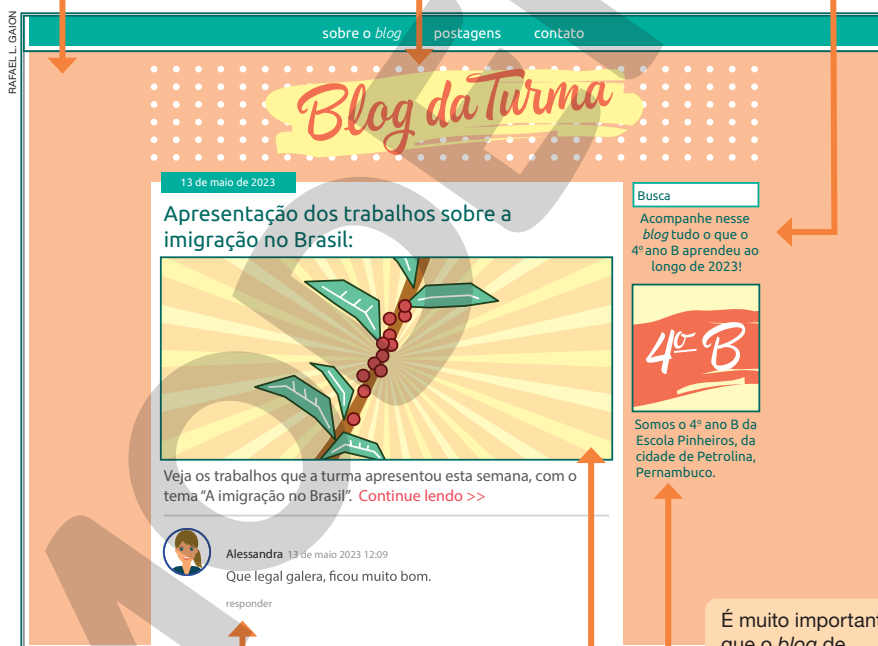 RAFAEL L. GAION
sobre o blog postagens contato
Blog da Turma
13 de maio de 2023
Apresentação dos trabalhos sobre a
imigração no Brasil:
Veja os trabalhos que a turma apresentou esta semana, com o
tema “A imigração no Brasil”. Continue lendo >>
Alessandra 13 de maio 2023 12:09
Que legal galera, ficou muito bom.
responder
Busca
Acompanhe nesse
blog tudo o que o
4º ano B aprendeu ao
longo de 2023!
4º B
Somos o 4º ano B da
Escola Pinheiros, da
cidade de Petrolina,
Pernambuco.
É muito important
que o blog de